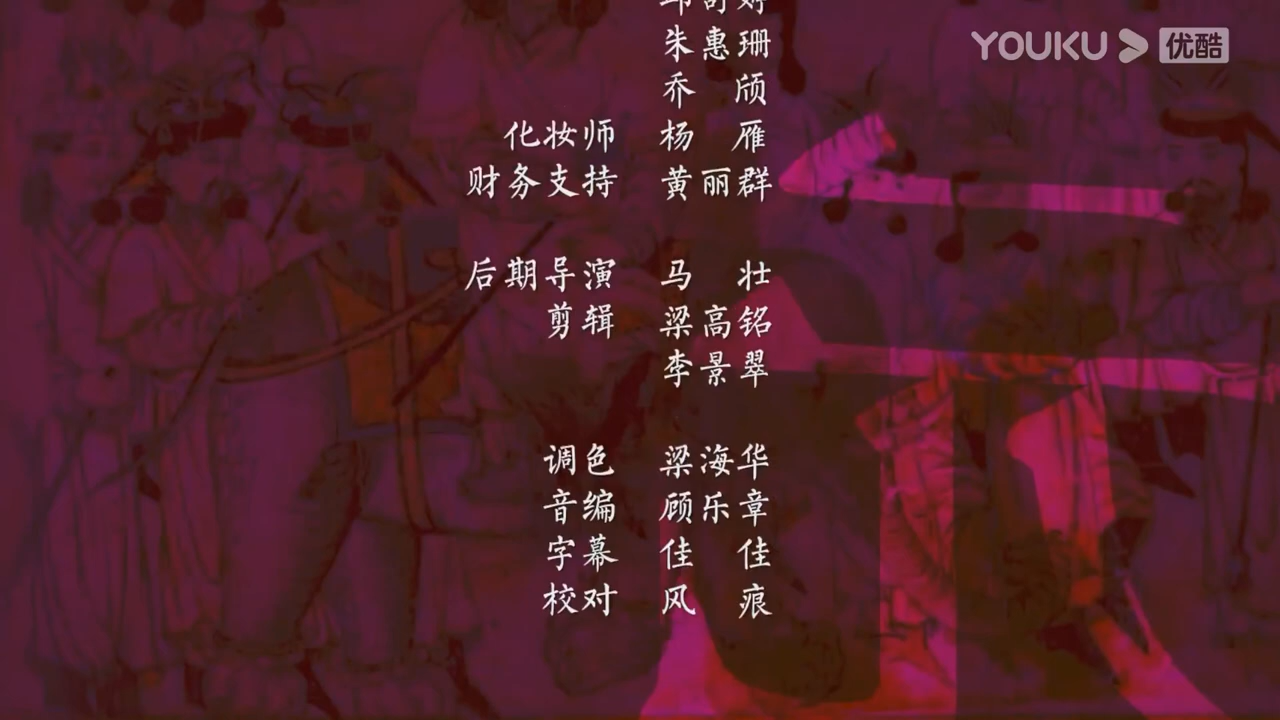 YOUKU 优酷
朱惠珊
乔 颀
化妆师 杨 雁
财务支持 黄丽群
后期导演 马 壮
剪辑 梁高铭
李景翠
调色 梁海华
音编 顾乐章
字幕 佳 佳
校对 风 痕